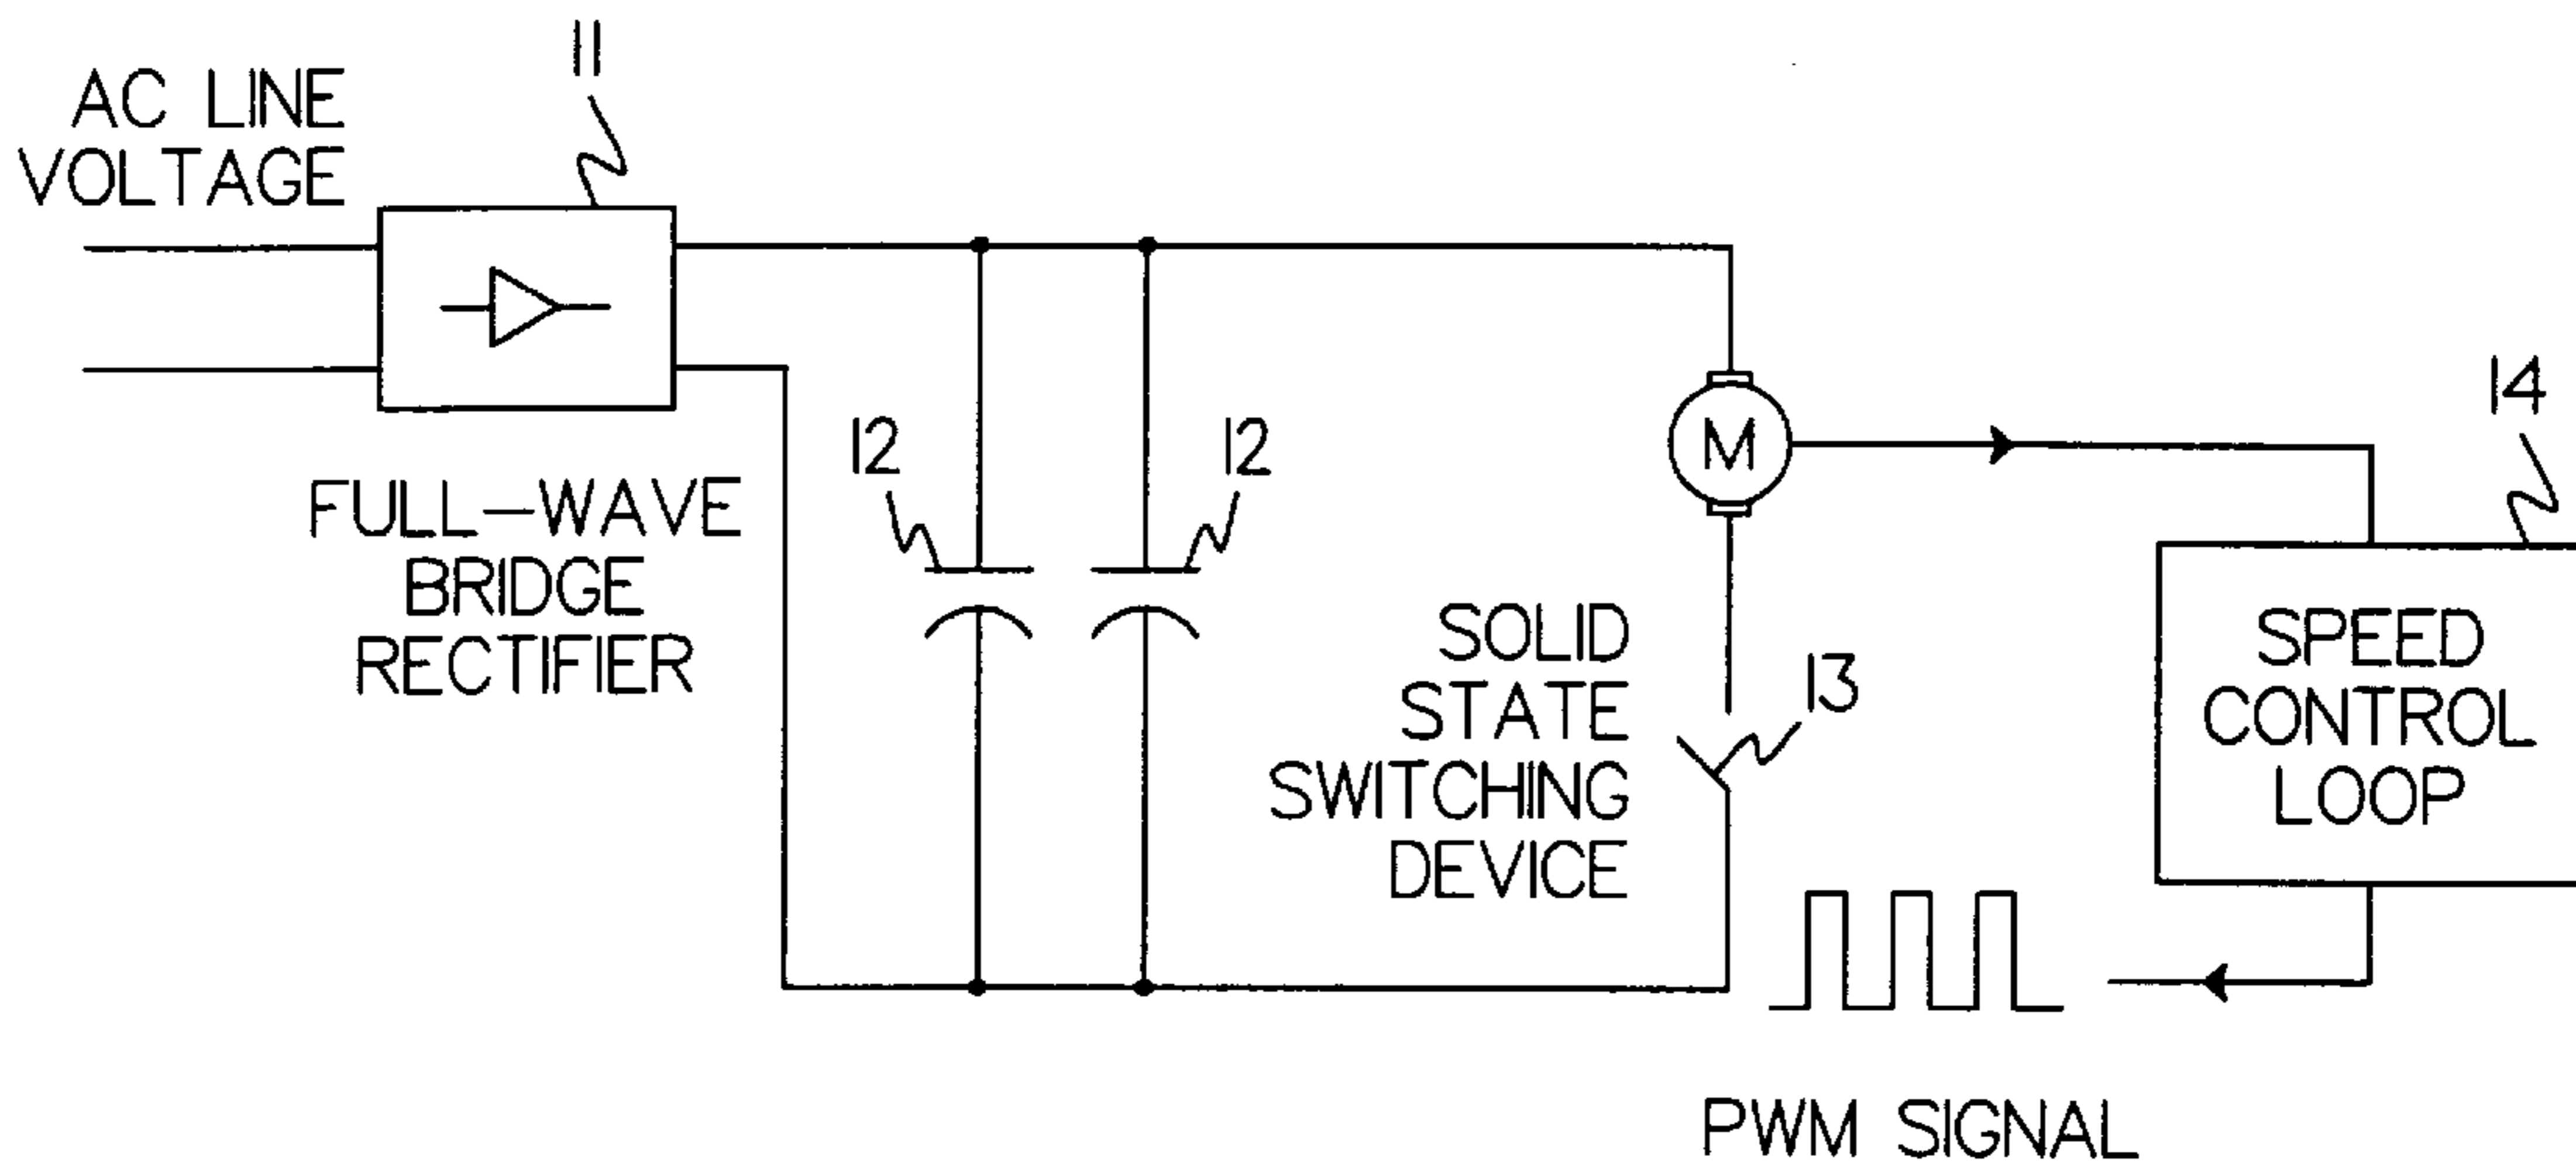 11
AC LINE
VOLTAGE
FULL-WAVE
BRIDGE
RECTIFIER
12
12
M
14
SOLID
STATE
SWITCHING
DEVICE
13
SPEED
CONTROL
LOOP
PWM SIGNAL